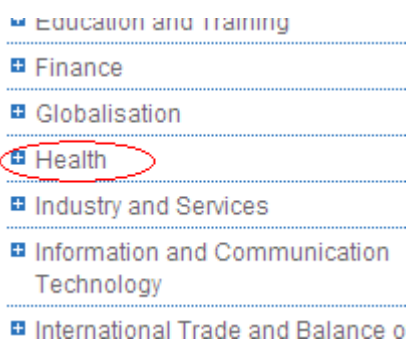 Education and Training
Finance
Globalisation
Health
Industry and Services
Information and Communication
Technology
International Trade and Balance o